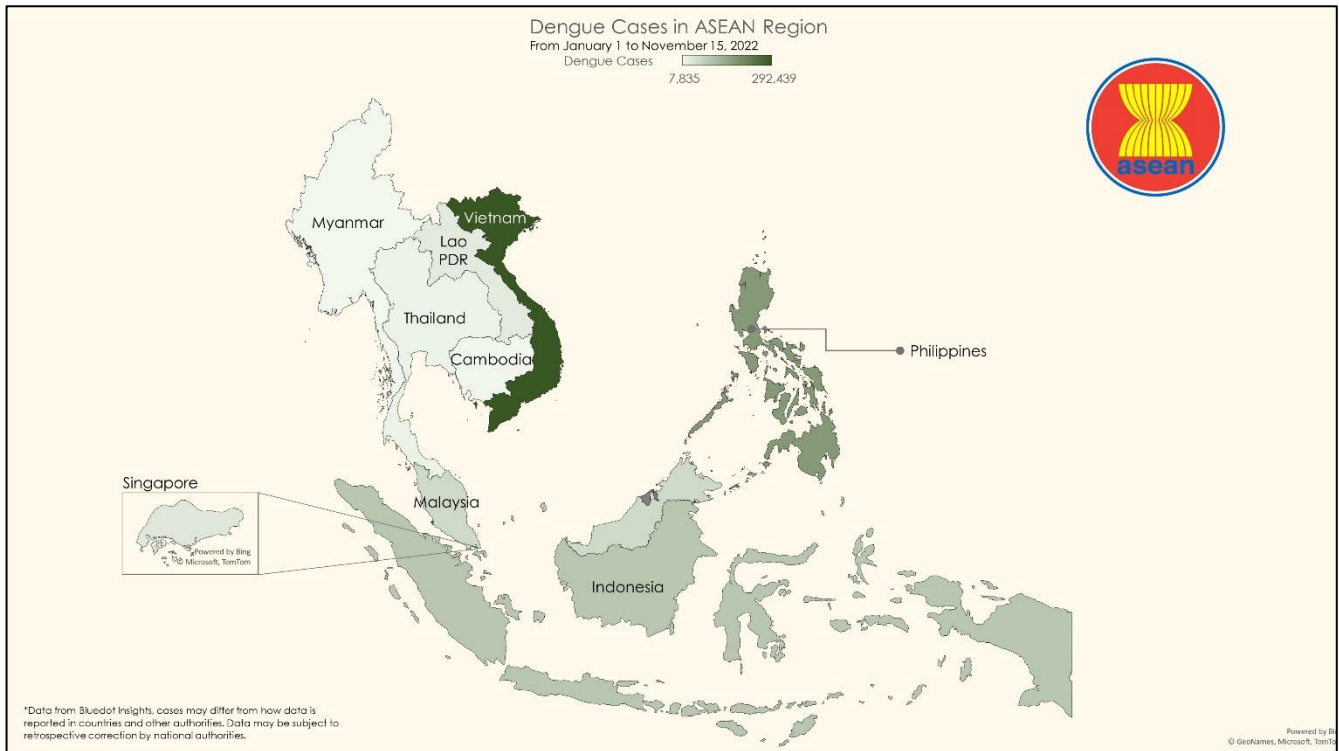 Dengue Cases in ASEAN Region
From January 1 to November 15, 2022
Dengue Cases
7,835 292,439
asean
Myanmar
Vietnam
Lao
PDR
Thailand
Cambodia
Philippines
Singapore
Powered by Bing
© Microsoft, TomTom
Malaysia
Indonesia
*Data from Bluedot Insights, cases may differ from how data is
reported in countries and other authorities. Data may be subject to
retrospective correction by national authorities.
Powered by
© GeoNames, Microsoft,